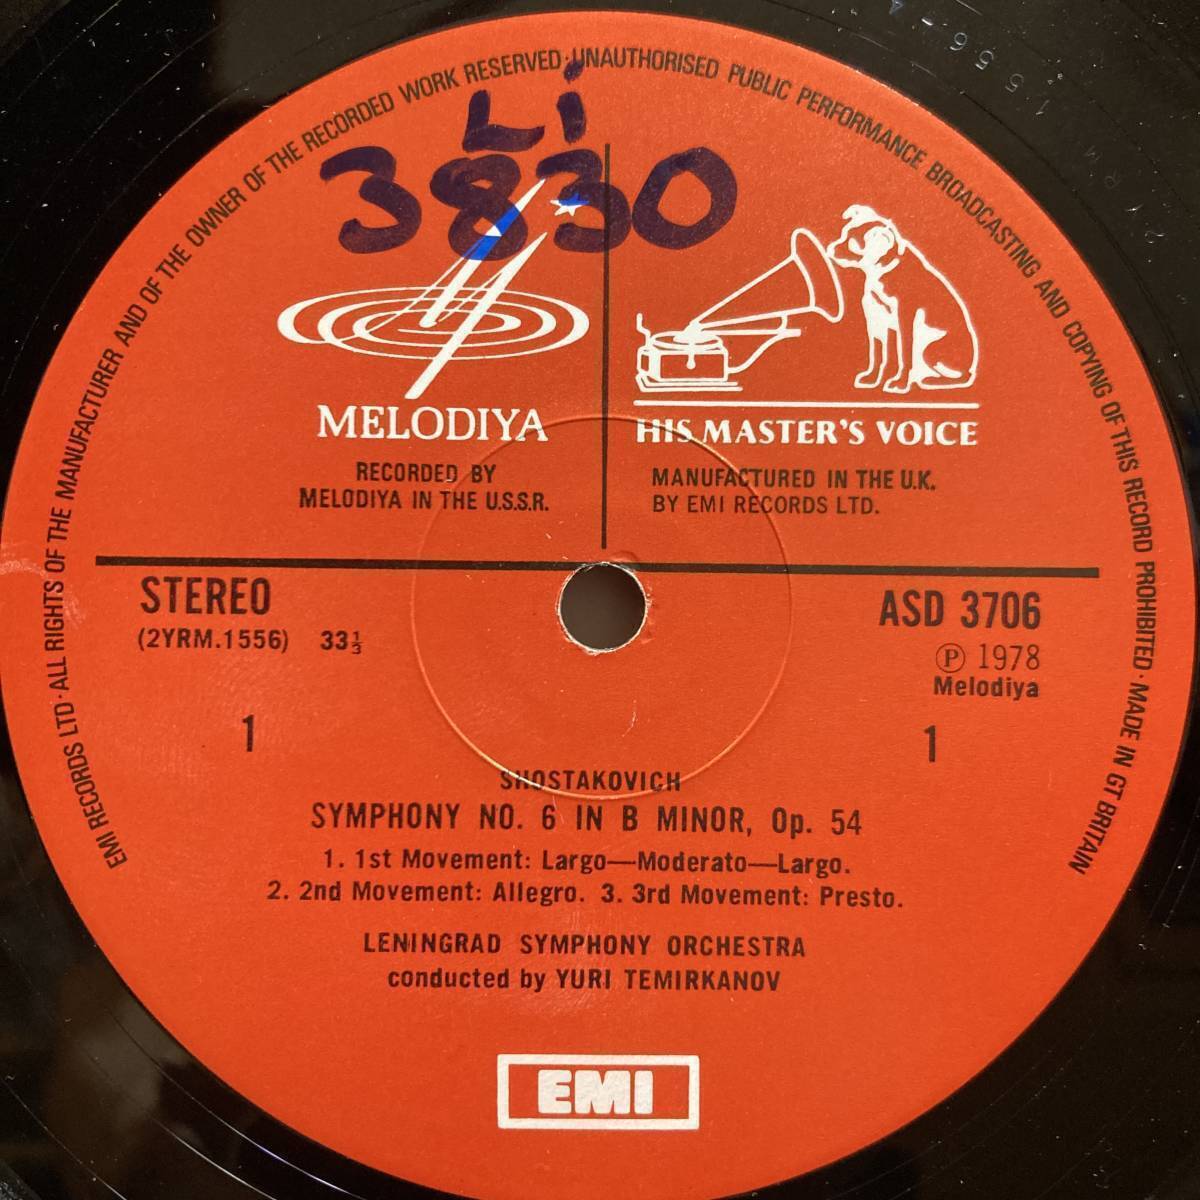 EMI RECORDS LTD · ALL RIGHTS OF THE MANUFACTURER AND OF THE OWNER OF THE RECORDED WORK RESERVED · UNAUTHORISED PUBLIC PERFORMANCE BROADCASTING AND COPYING OF THIS RECORD PROHIBITED · MADE IN GT BRITAIN
Li
3830
MELODIYA
RECORDED BY
MELODIYA IN THE U.S.S.R.
HIS MASTER'S VOICE
MANUFACTURED IN THE U.K.
BY EMI RECORDS LTD.
STEREO
(2YRM.1556) 33⅓
ASD 3706
℗ 1978
Melodiya
1
1
SHOSTAKOVICH
SYMPHONY NO. 6 IN B MINOR, Op. 54
1. 1st Movement: Largo—Moderato—Largo.
2. 2nd Movement: Allegro. 3. 3rd Movement: Presto.
LENINGRAD SYMPHONY ORCHESTRA
conducted by YURI TEMIRKANOV
EMI